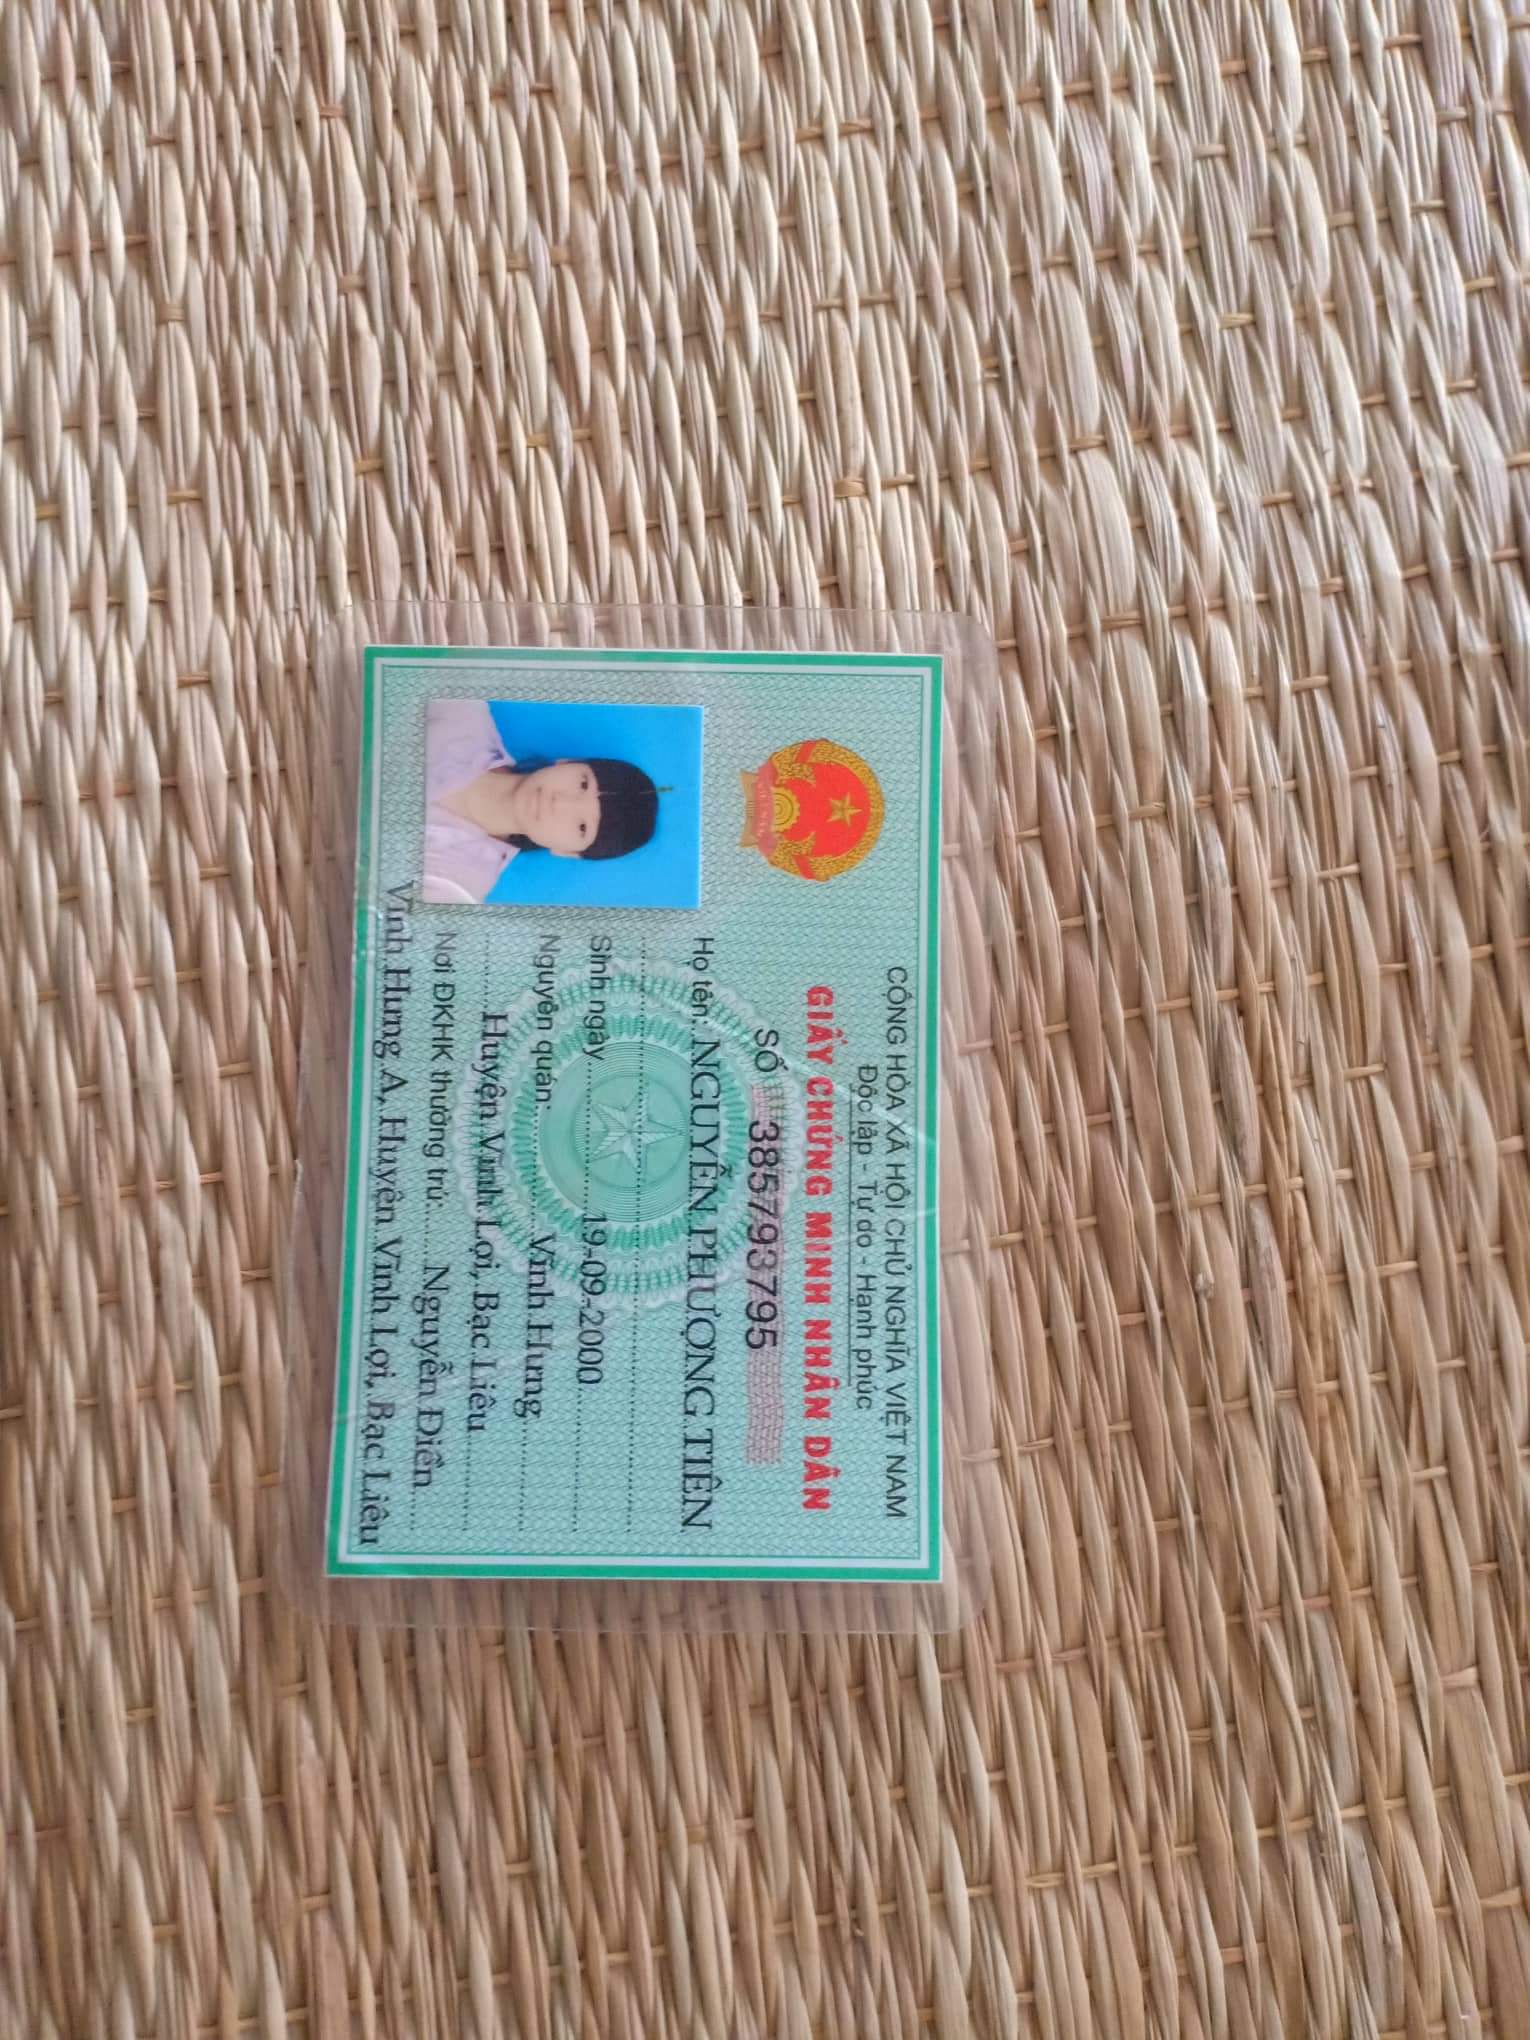 CỘNG HÒA XÃ HỘI CHỦ NGHĨA VIỆT NAM
Độc lập - Tự do - Hạnh phúc
GIẤY CHỨNG MINH NHÂN DÂN
SỐ 385793795
Họ tên: NGUYỄN PHƯỢNG TIÊN
Sinh ngày 19-09-2000
Nguyên quán: Vĩnh Hưng
Huyện Vĩnh Lợi, Bạc Liêu
Nơi ĐKHK thường trú: Nguyễn Điền
Vĩnh Hưng A, Huyện Vĩnh Lợi, Bạc Liêu